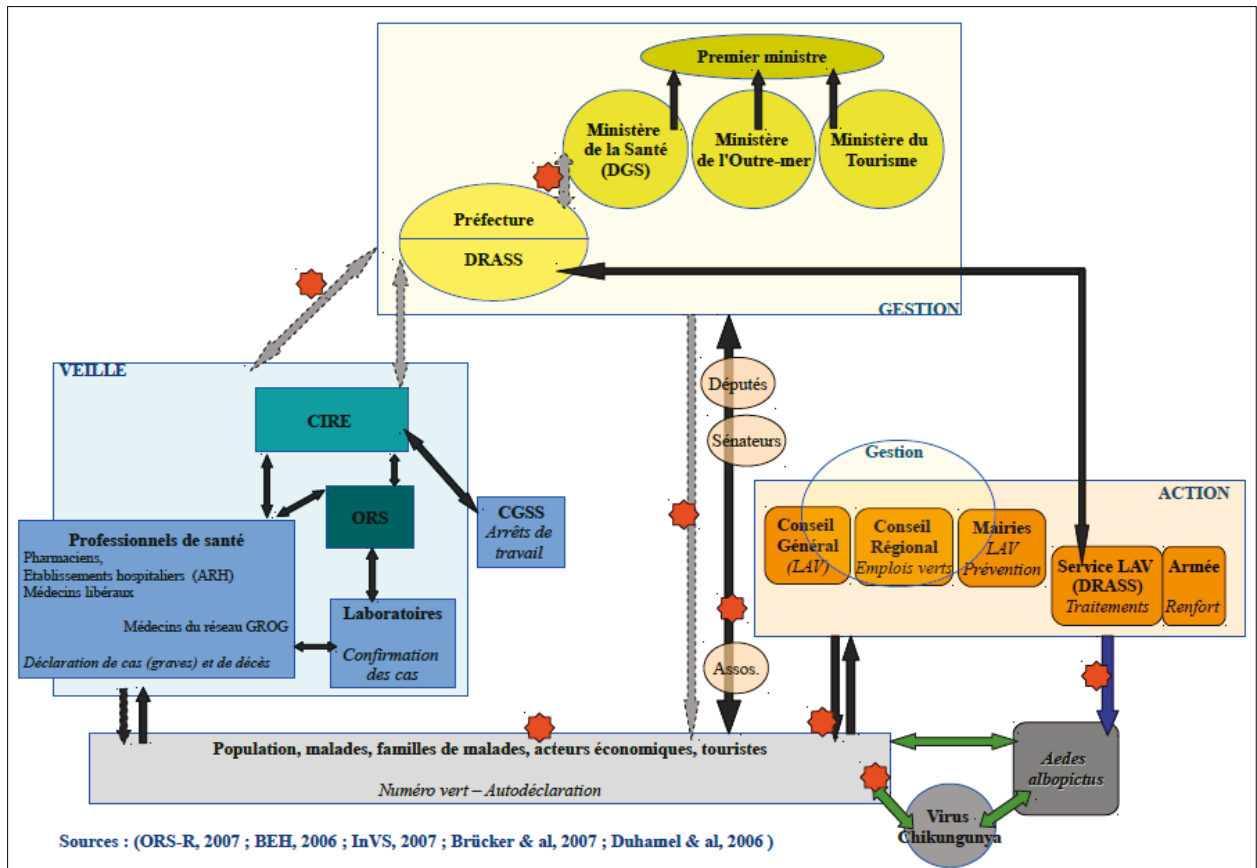 Premier ministre
Ministère
de la Santé
(DGS)
Ministère
de l'Outre-mer
Ministère du
Tourisme
Préfecture
DRASS
GESTION
VEILLE
CIRE
ORS
CGSS
Arrêts de
travail
Professionnels de santé
Pharmaciens,
Etablissements hospitaliers (ARH)
Médecins libéraux
Médecins du réseau GROG
Déclaration de cas (graves) et de décès
Laboratoires
Confirmation
des cas
Députés
Sénateurs
Assos.
Gestion
ACTION
Conseil
Général
(LAV)
Conseil
Régional
Emplois verts
Mairies
LAV
Prévention
Service LAV
(DRASS)
Traitements
Armée
Renfort
Population, malades, familles de malades, acteurs économiques, touristes
Numéro vert – Autodéclaration
Aedes
albopictus
Virus
Chikungunya
Sources : (ORS-R, 2007 ; BEH, 2006 ; InVS, 2007 ; Brücker & al, 2007 ; Duhamel & al, 2006 )